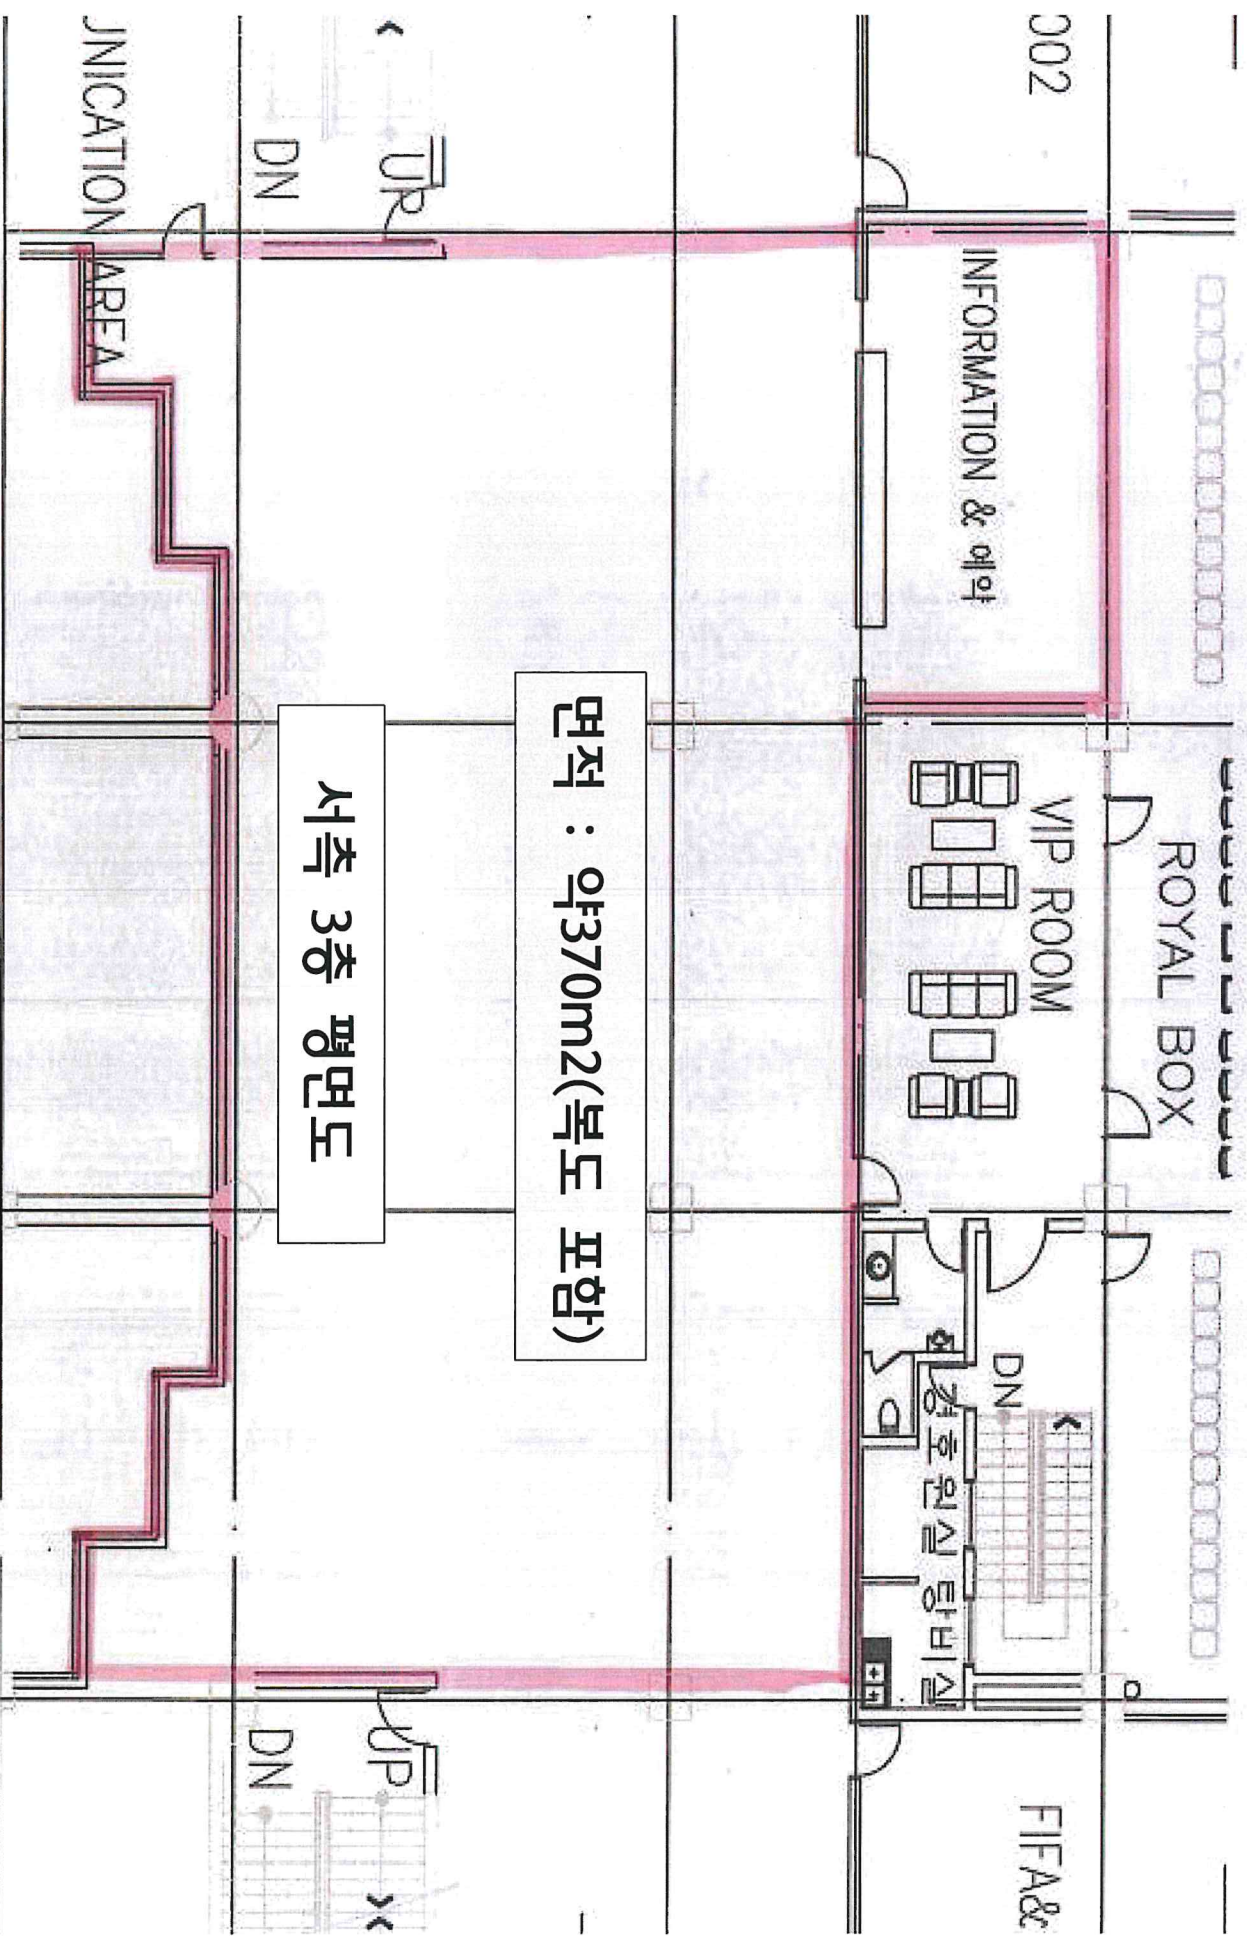 ROYAL BOX
VIP ROOM
INFORMATION & 예약
002
FIFA&
DN
경호원실 탕비실
면적 : 약370m2(복도 포함)
서측 3층 평면도
UP
DN
UP
DN
UNICATION AREA